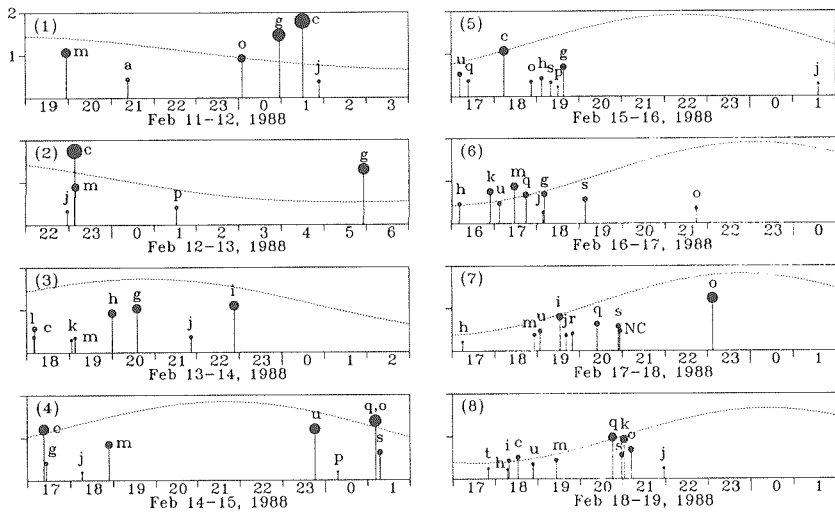 2
1
(1)
m
a
o
g
c
j
19 20 21 22 23 0 1 2 3
Feb 11-12, 1988
(2)
j
c
m
p
g
22 23 0 1 2 3 4 5 6
Feb 12-13, 1988
(3)
l
c
k
m
h
g
j
i
18 19 20 21 22 23 0 1 2
Feb 13-14, 1988
(4)
g
j
m
u
p
q,o
s
17 18 19 20 21 22 23 0 1
Feb 14-15, 1988
(5)
u
q
c
o
h
s
p
g
j
17 18 19 20 21 22 23 0 1
Feb 15-16, 1988
(6)
h
k
u
m
q
j
g
s
o
16 17 18 19 20 21 22 23 0
Feb 16-17, 1988
(7)
h
m
u
i
j
r
q
s
NC
o
17 18 19 20 21 22 23 0 1
Feb 17-18, 1988
(8)
t
h
i
c
u
m
q
s
k
o
j
17 18 19 20 21 22 23 0 1
Feb 18-19, 1988